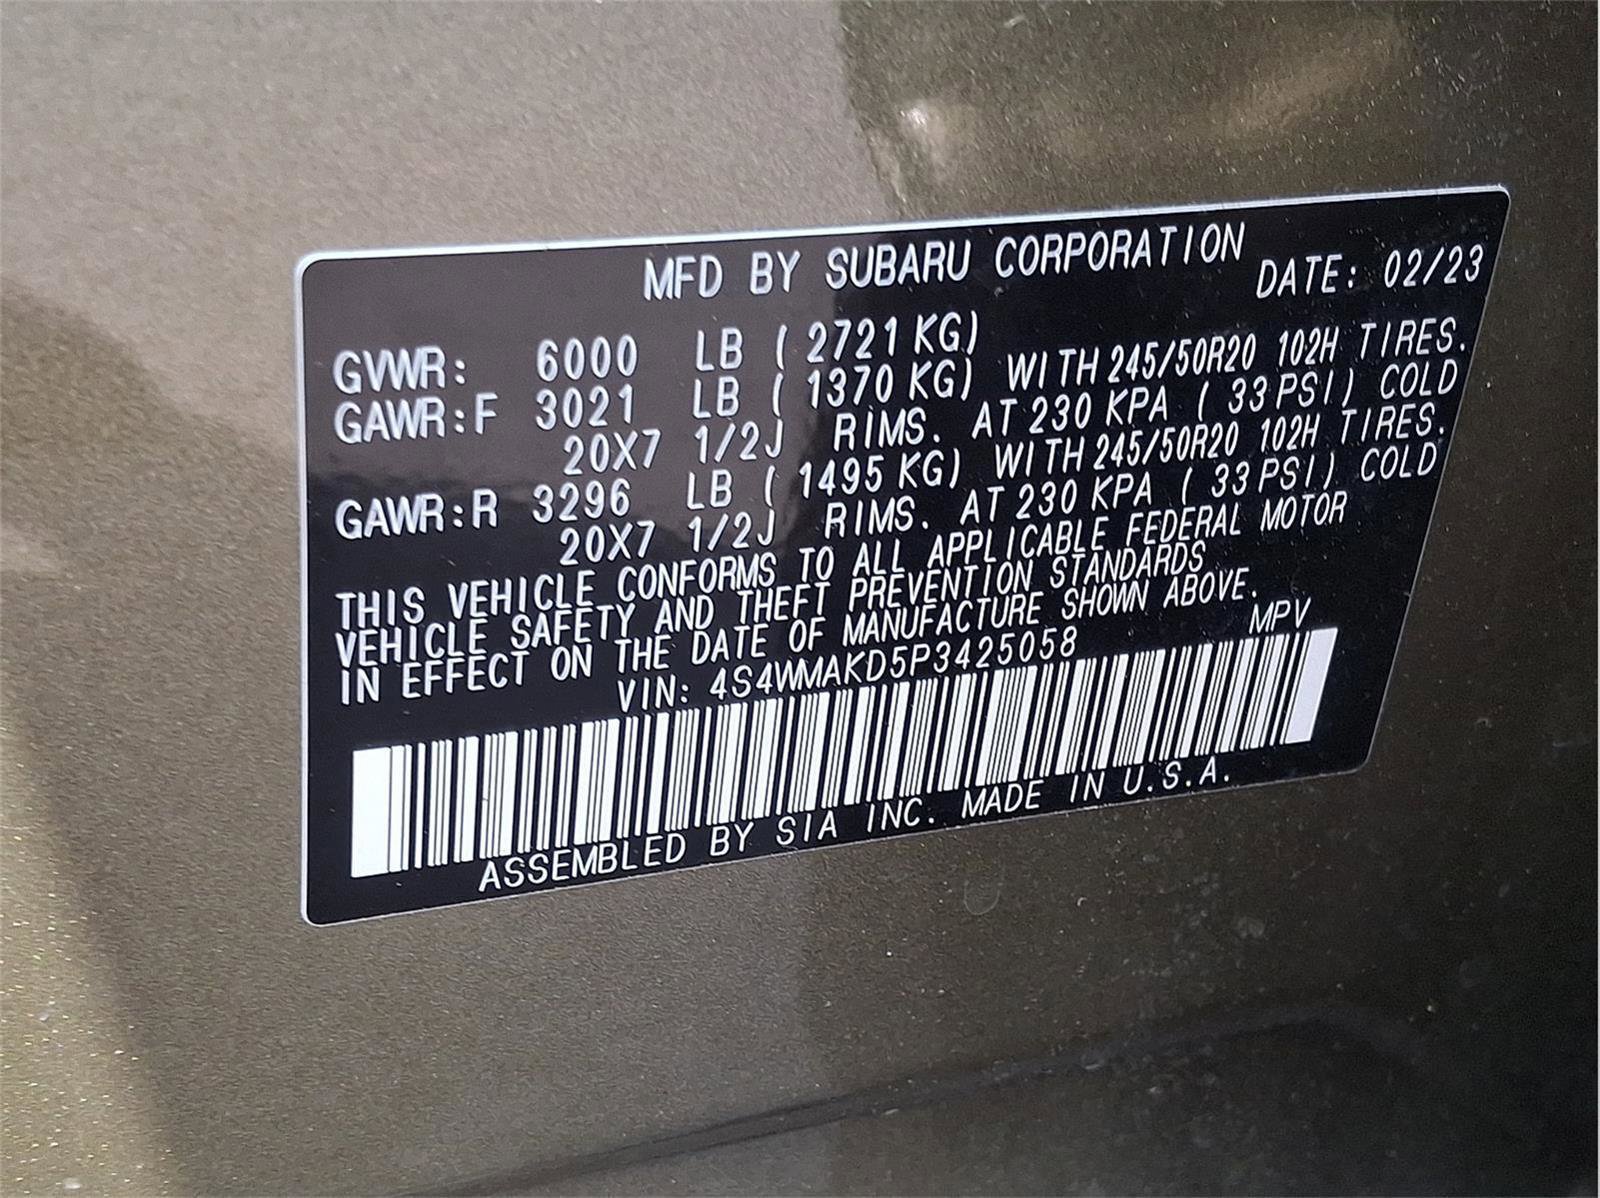 MFD BY SUBARU CORPORATION DATE: 02/23
GVWR: 6000 LB ( 2721 KG)
GAWR:F 3021 LB ( 1370 KG) WITH 245/50R20 102H TIRES.
20X7 1/2J RIMS. AT 230 KPA ( 33 PSI) COLD
GAWR:R 3296 LB ( 1495 KG) WITH 245/50R20 102H TIRES.
20X7 1/2J RIMS. AT 230 KPA ( 33 PSI) COLD
THIS VEHICLE CONFORMS TO ALL APPLICABLE FEDERAL MOTOR
VEHICLE SAFETY AND THEFT PREVENTION STANDARDS
IN EFFECT ON THE DATE OF MANUFACTURE SHOWN ABOVE.
VIN: 4S4WMAKD5P3425058 MPV
ASSEMBLED BY SIA INC. MADE IN U.S.A.